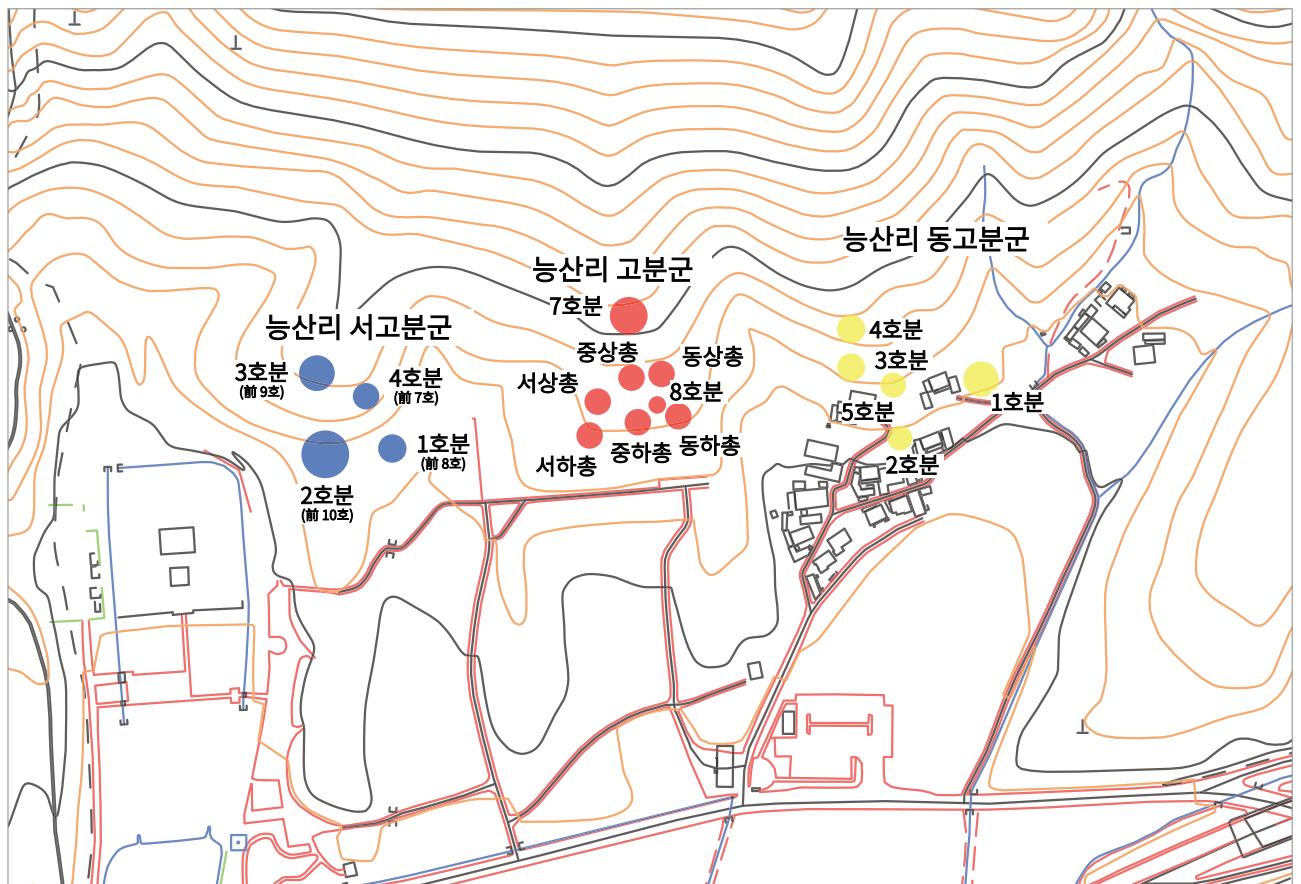 능산리 동고분군
능산리 고분군
7호분
능산리 서고분군
4호분
중상총
동상총
3호분
3호분
(前 9호)
4호분
(前 7호)
서상총
8호분
1호분
5호분
1호분
(前 8호)
중하총
동하총
서하총
2호분
2호분
(前 10호)